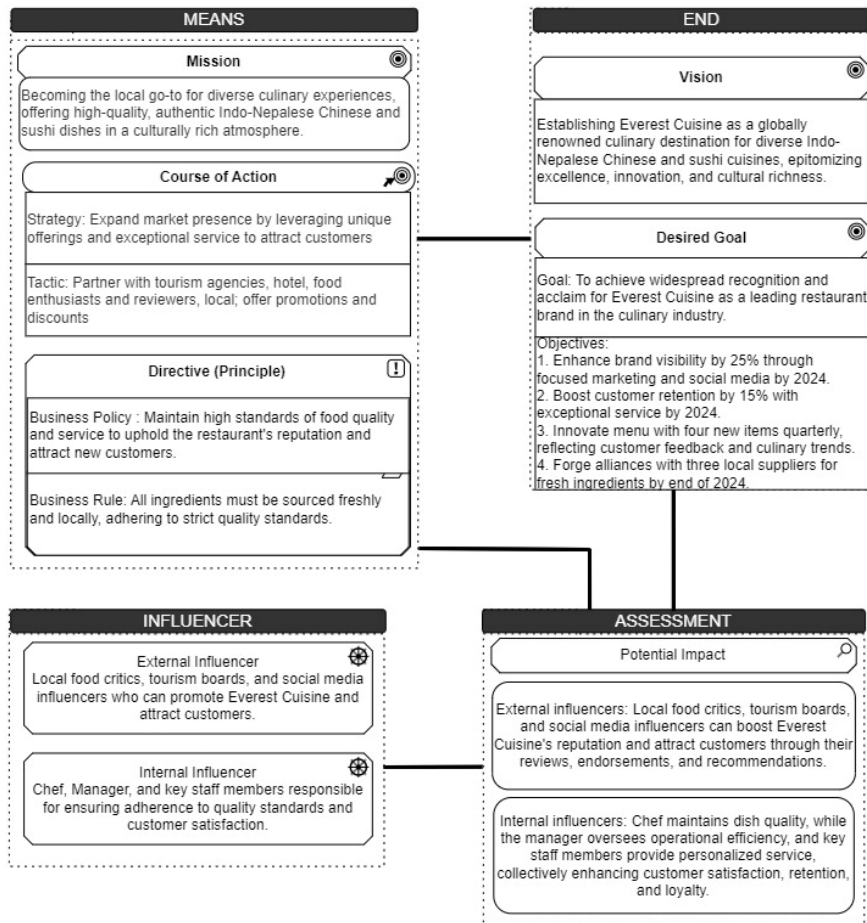 MEANS
Mission
Becoming the local go-to for diverse culinary experiences,
offering high-quality, authentic Indo-Nepalese Chinese and
sushi dishes in a culturally rich atmosphere.
Course of Action
Strategy: Expand market presence by leveraging unique
offerings and exceptional service to attract customers
Tactic: Partner with tourism agencies, hotel, food
enthusiasts and reviewers, local; offer promotions and
discounts
Directive (Principle)
Business Policy : Maintain high standards of food quality
and service to uphold the restaurant's reputation and
attract new customers.
Business Rule: All ingredients must be sourced freshly
and locally, adhering to strict quality standards.
END
Vision
Establishing Everest Cuisine as a globally
renowned culinary destination for diverse Indo-
Nepalese Chinese and sushi cuisines, epitomizing
excellence, innovation, and cultural richness.
Desired Goal
Goal: To achieve widespread recognition and
acclaim for Everest Cuisine as a leading restaurant
brand in the culinary industry.
Objectives:
1. Enhance brand visibility by 25% through
focused marketing and social media by 2024.
2. Boost customer retention by 15% with
exceptional service by 2024.
3. Innovate menu with four new items quarterly,
reflecting customer feedback and culinary trends.
4. Forge alliances with three local suppliers for
fresh ingredients by end of 2024.
INFLUENCER
External Influencer
Local food critics, tourism boards, and social media
influencers who can promote Everest Cuisine and
attract customers.
Internal Influencer
Chef, Manager, and key staff members responsible
for ensuring adherence to quality standards and
customer satisfaction.
ASSESSMENT
Potential Impact
External influencers: Local food critics, tourism boards,
and social media influencers can boost Everest
Cuisine's reputation and attract customers through their
reviews, endorsements, and recommendations.
Internal influencers: Chef maintains dish quality, while
the manager oversees operational efficiency, and key
staff members provide personalized service,
collectively enhancing customer satisfaction, retention,
and loyalty.